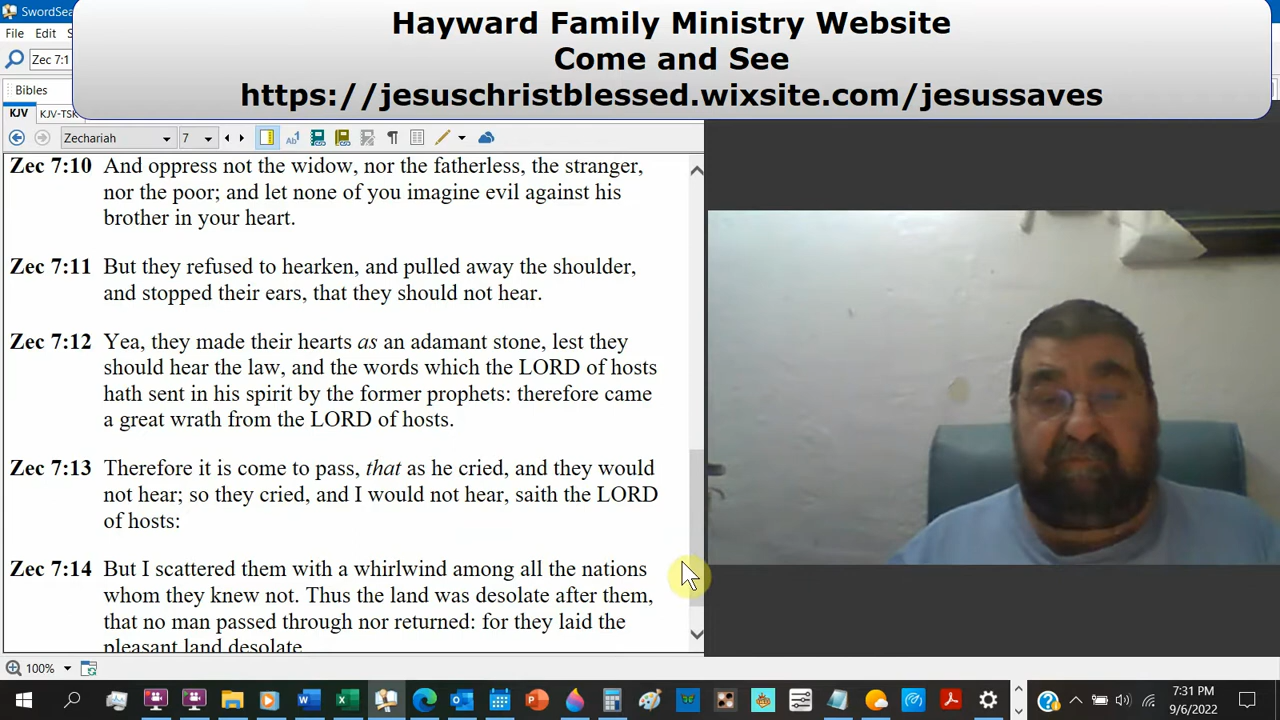 SwordSea
Hayward Family Ministry Website
Come and See
https://jesuschristblessed.wixsite.com/jesussaves
File Edit S
Zec 7:1
Bibles
KJV KJV-TSK
Zechariah 7
Zec 7:10 And oppress not the widow, nor the fatherless, the stranger,
nor the poor; and let none of you imagine evil against his
brother in your heart.
Zec 7:11 But they refused to hearken, and pulled away the shoulder,
and stopped their ears, that they should not hear.
Zec 7:12 Yea, they made their hearts as an adamant stone, lest they
should hear the law, and the words which the LORD of hosts
hath sent in his spirit by the former prophets: therefore came
a great wrath from the LORD of hosts.
Zec 7:13 Therefore it is come to pass, that as he cried, and they would
not hear; so they cried, and I would not hear, saith the LORD
of hosts:
Zec 7:14 But I scattered them with a whirlwind among all the nations
whom they knew not. Thus the land was desolate after them,
that no man passed through nor returned: for they laid the
pleasant land desolate.
100%
7:31 PM
9/6/2022